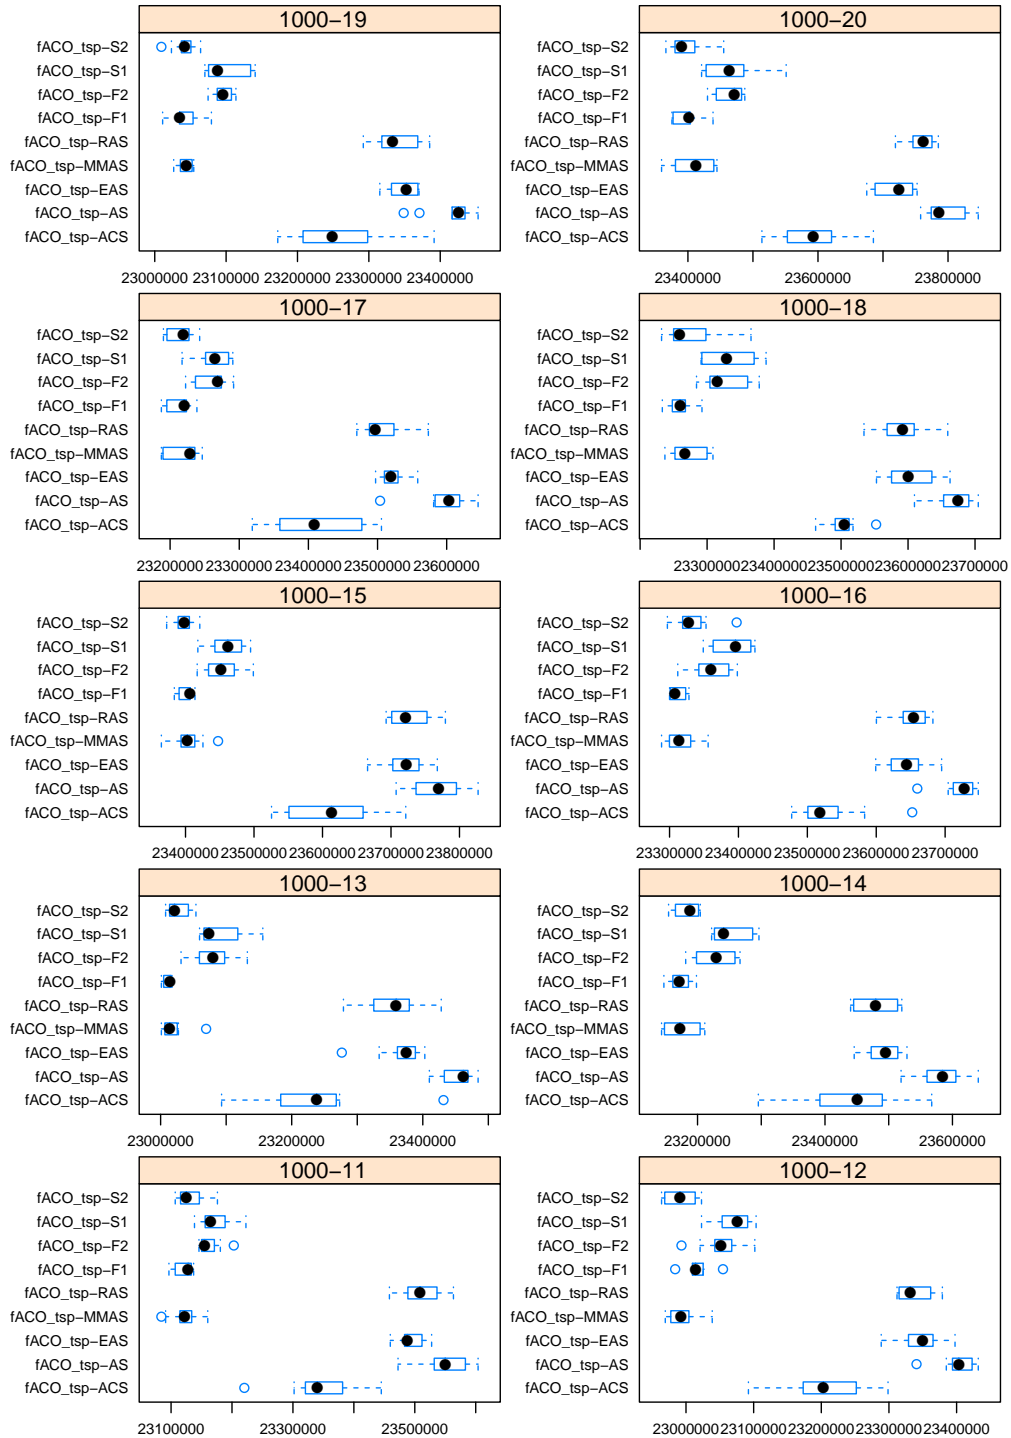 1000−19
fACO_tsp−S2
fACO_tsp−S1
fACO_tsp−F2
fACO_tsp−F1
fACO_tsp−RAS
fACO_tsp−MMAS
fACO_tsp−EAS
fACO_tsp−AS
fACO_tsp−ACS
23000000 23100000 23200000 23300000 23400000
1000−20
fACO_tsp−S2
fACO_tsp−S1
fACO_tsp−F2
fACO_tsp−F1
fACO_tsp−RAS
fACO_tsp−MMAS
fACO_tsp−EAS
fACO_tsp−AS
fACO_tsp−ACS
23400000 23600000 23800000
1000−17
fACO_tsp−S2
fACO_tsp−S1
fACO_tsp−F2
fACO_tsp−F1
fACO_tsp−RAS
fACO_tsp−MMAS
fACO_tsp−EAS
fACO_tsp−AS
fACO_tsp−ACS
23200000 23300000 23400000 23500000 23600000
1000−18
fACO_tsp−S2
fACO_tsp−S1
fACO_tsp−F2
fACO_tsp−F1
fACO_tsp−RAS
fACO_tsp−MMAS
fACO_tsp−EAS
fACO_tsp−AS
fACO_tsp−ACS
23300000 23400000 23500000 23600000 23700000
1000−15
fACO_tsp−S2
fACO_tsp−S1
fACO_tsp−F2
fACO_tsp−F1
fACO_tsp−RAS
fACO_tsp−MMAS
fACO_tsp−EAS
fACO_tsp−AS
fACO_tsp−ACS
23400000 23500000 23600000 23700000 23800000
1000−16
fACO_tsp−S2
fACO_tsp−S1
fACO_tsp−F2
fACO_tsp−F1
fACO_tsp−RAS
fACO_tsp−MMAS
fACO_tsp−EAS
fACO_tsp−AS
fACO_tsp−ACS
23300000 23400000 23500000 23600000 23700000
1000−13
fACO_tsp−S2
fACO_tsp−S1
fACO_tsp−F2
fACO_tsp−F1
fACO_tsp−RAS
fACO_tsp−MMAS
fACO_tsp−EAS
fACO_tsp−AS
fACO_tsp−ACS
23000000 23200000 23400000
1000−14
fACO_tsp−S2
fACO_tsp−S1
fACO_tsp−F2
fACO_tsp−F1
fACO_tsp−RAS
fACO_tsp−MMAS
fACO_tsp−EAS
fACO_tsp−AS
fACO_tsp−ACS
23200000 23400000 23600000
1000−11
fACO_tsp−S2
fACO_tsp−S1
fACO_tsp−F2
fACO_tsp−F1
fACO_tsp−RAS
fACO_tsp−MMAS
fACO_tsp−EAS
fACO_tsp−AS
fACO_tsp−ACS
23100000 23300000 23500000
1000−12
fACO_tsp−S2
fACO_tsp−S1
fACO_tsp−F2
fACO_tsp−F1
fACO_tsp−RAS
fACO_tsp−MMAS
fACO_tsp−EAS
fACO_tsp−AS
fACO_tsp−ACS
23000000 23100000 23200000 23300000 23400000